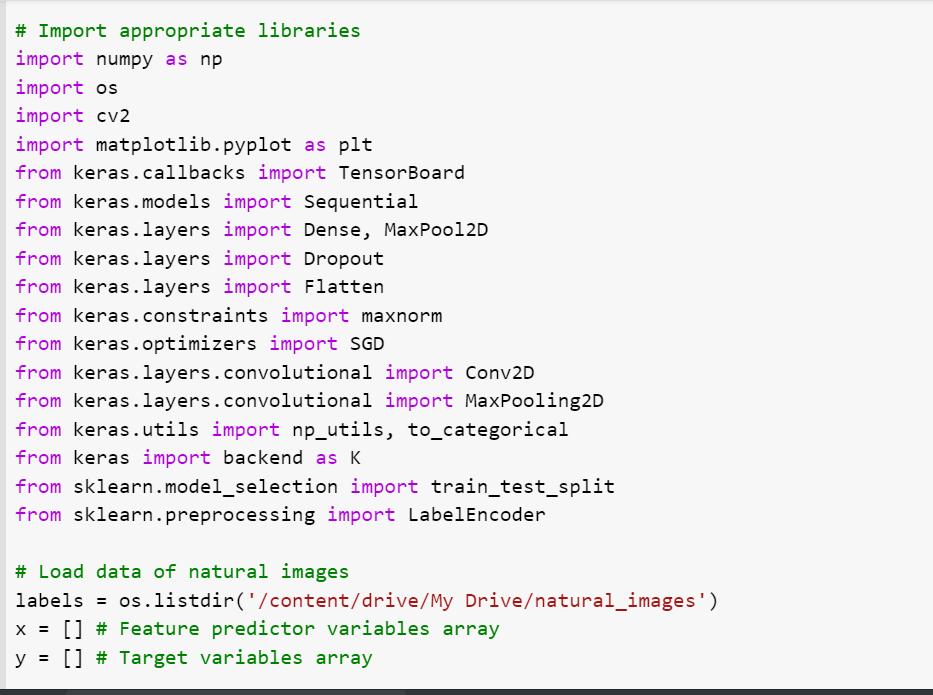 # Import appropriate libraries
import numpy as np
import os
import cv2
import matplotlib.pyplot as plt
from keras.callbacks import TensorBoard
from keras.models import Sequential
from keras.layers import Dense, MaxPool2D
from keras.layers import Dropout
from keras.layers import Flatten
from keras.constraints import maxnorm
from keras.optimizers import SGD
from keras.layers.convolutional import Conv2D
from keras.layers.convolutional import MaxPooling2D
from keras.utils import np_utils, to_categorical
from keras import backend as K
from sklearn.model_selection import train_test_split
from sklearn.preprocessing import LabelEncoder

# Load data of natural images
labels = os.listdir('/content/drive/My Drive/natural_images')
x = [] # Feature predictor variables array
y = [] # Target variables array